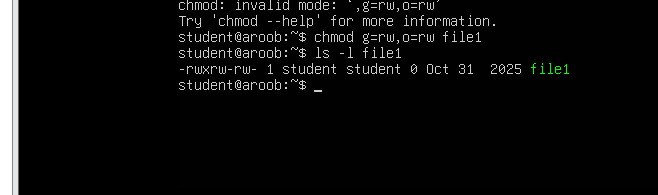 chmod: invalid mode: ‘,g=rw,o=rw’
Try 'chmod --help' for more information.
student@aroob:~$ chmod g=rw,o=rw file1
student@aroob:~$ ls -l file1
-rwxrw-rw- 1 student student 0 Oct 31  2025 file1
student@aroob:~$ _